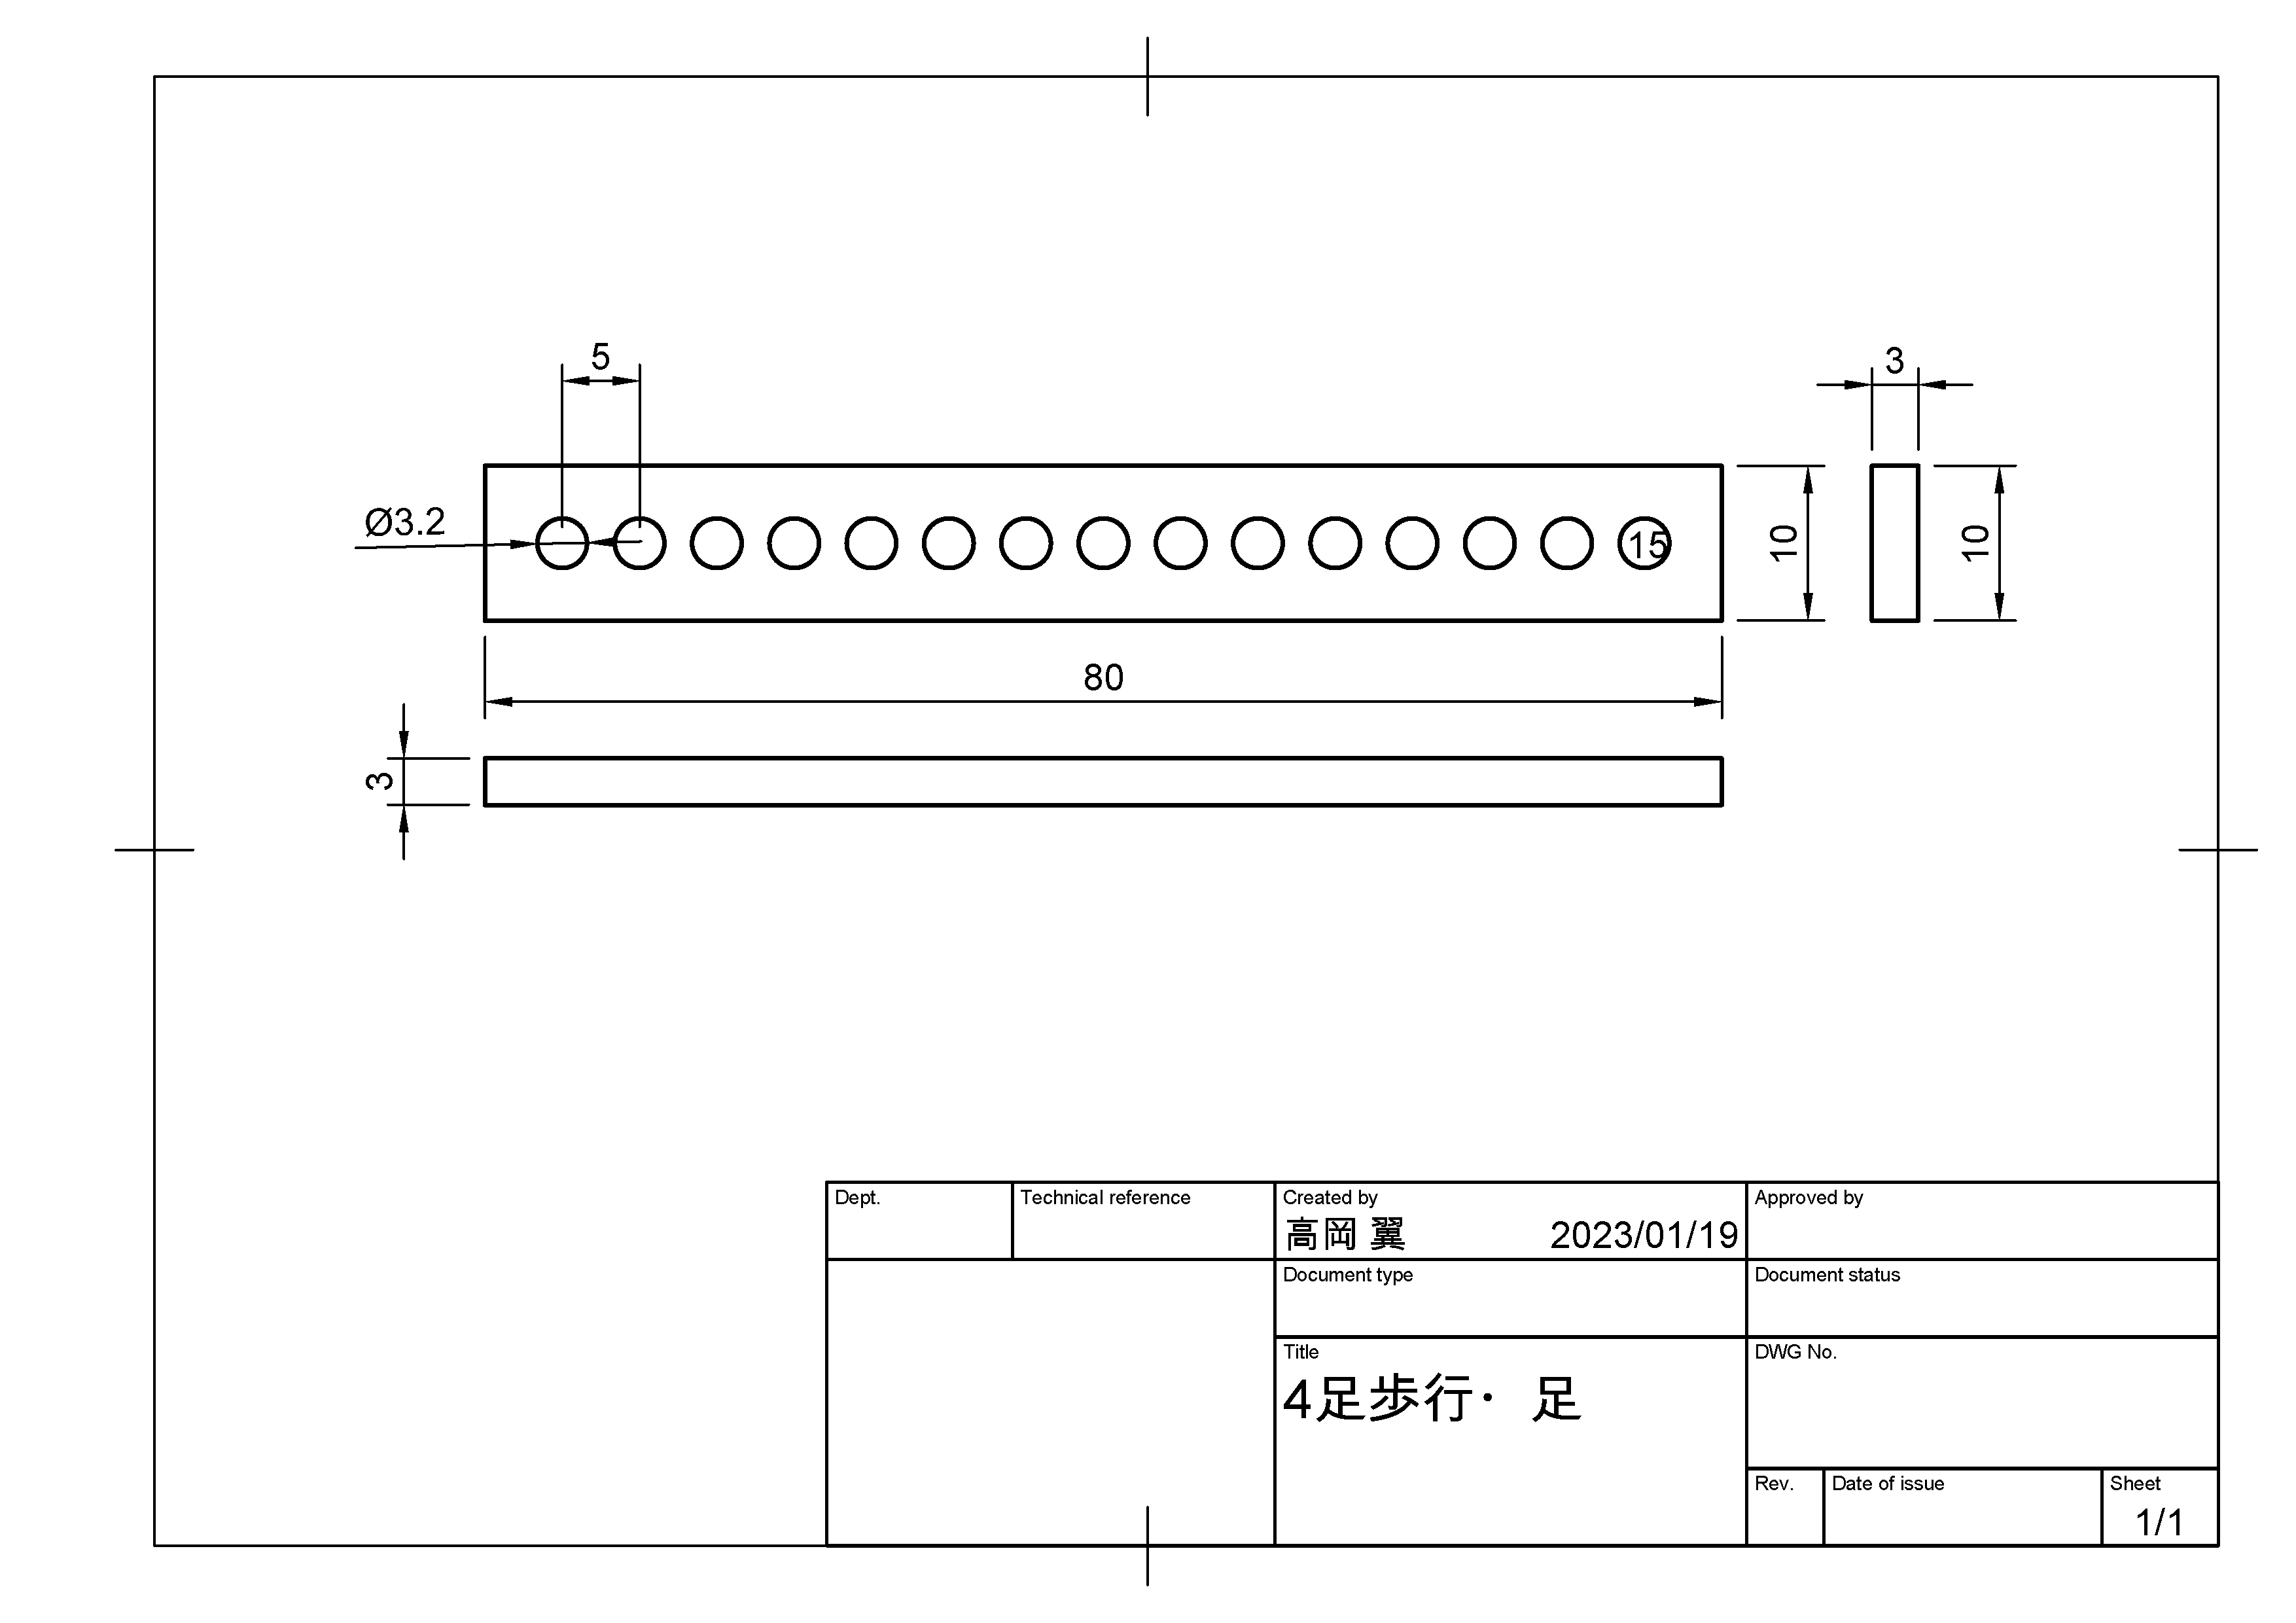 5
3
Ø3.2
15
10
10
80
3
Dept.
Technical reference
Created by
高岡 翼 2023/01/19
Approved by
Document type
Document status
Title
4足歩行・ 足
DWG No.
Rev.
Date of issue
Sheet
1/1